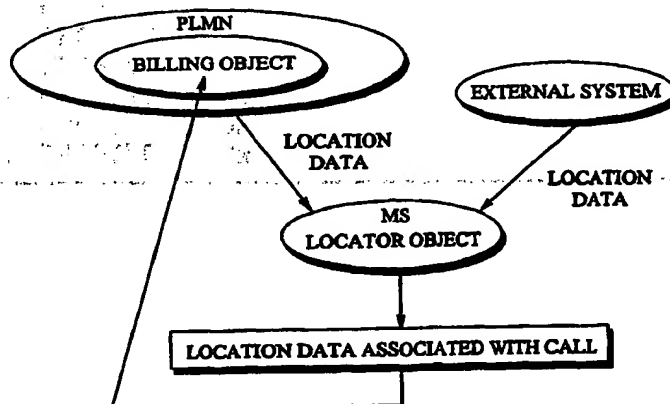 PLMN
BILLING OBJECT
EXTERNAL SYSTEM
LOCATION
DATA
LOCATION
DATA
MS
LOCATOR OBJECT
LOCATION DATA ASSOCIATED WITH CALL